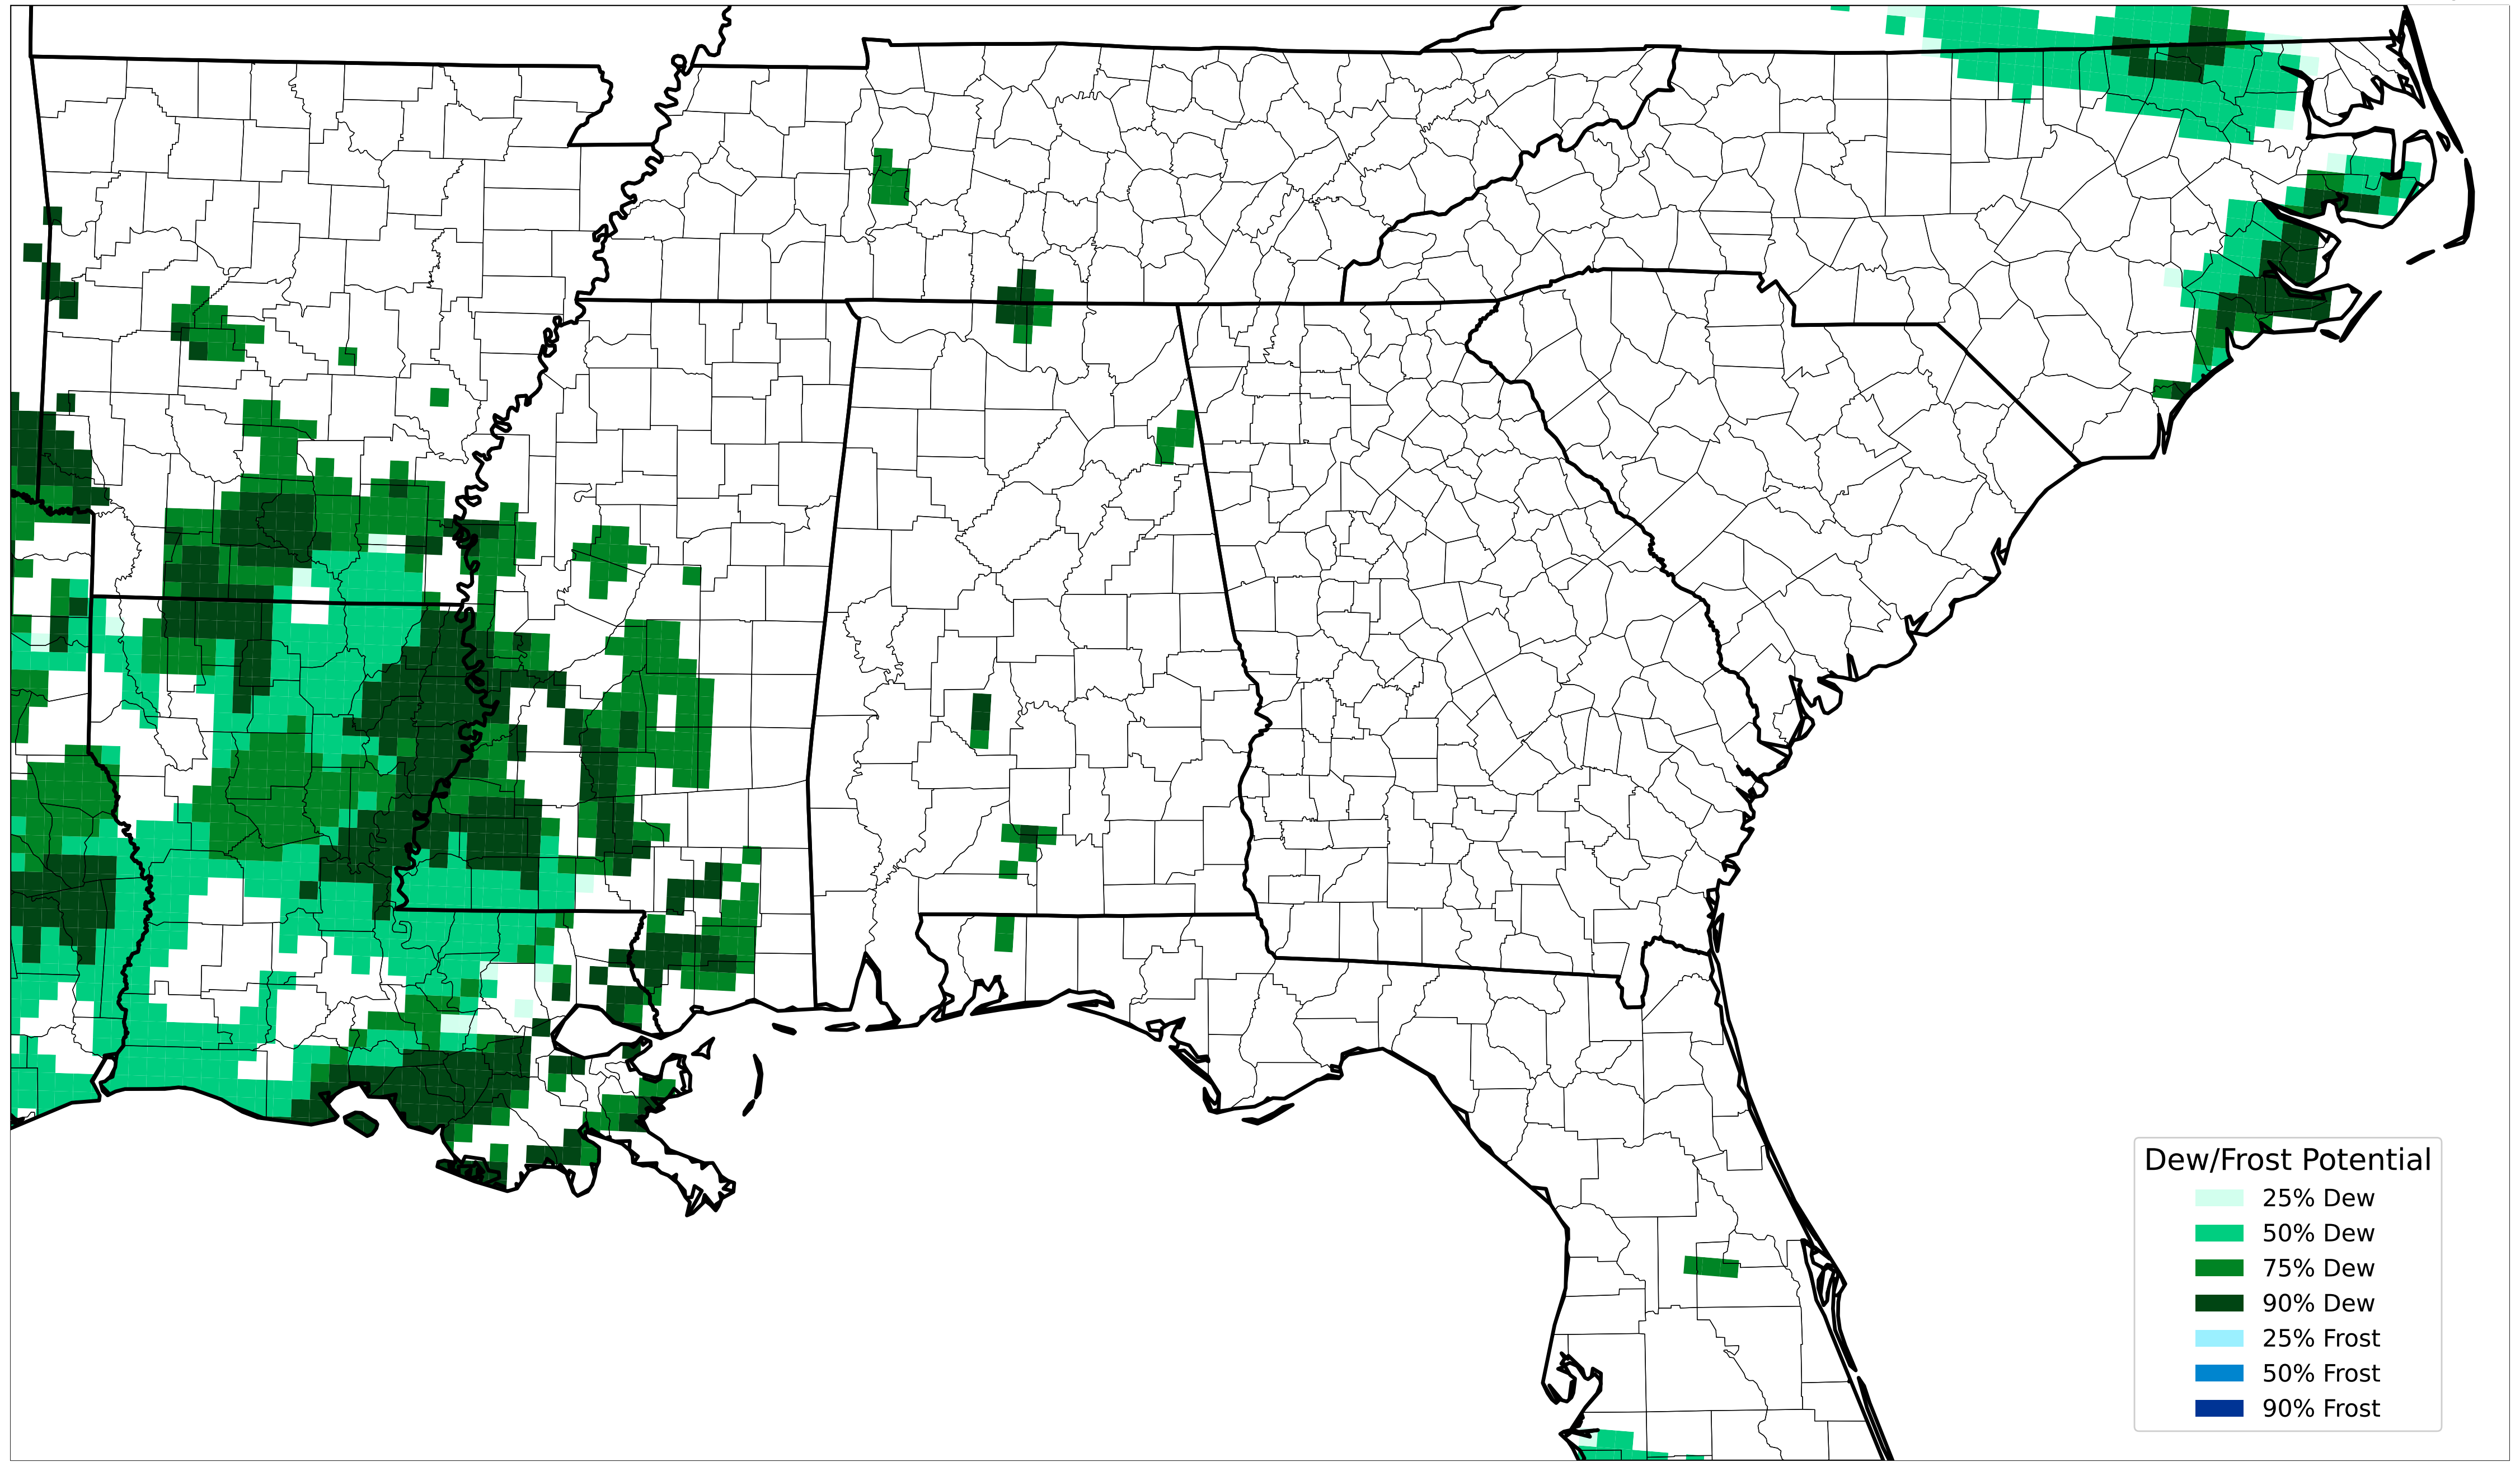 Dew/Frost Potential
25% Dew
50% Dew
75% Dew
90% Dew
25% Frost
50% Frost
90% Frost